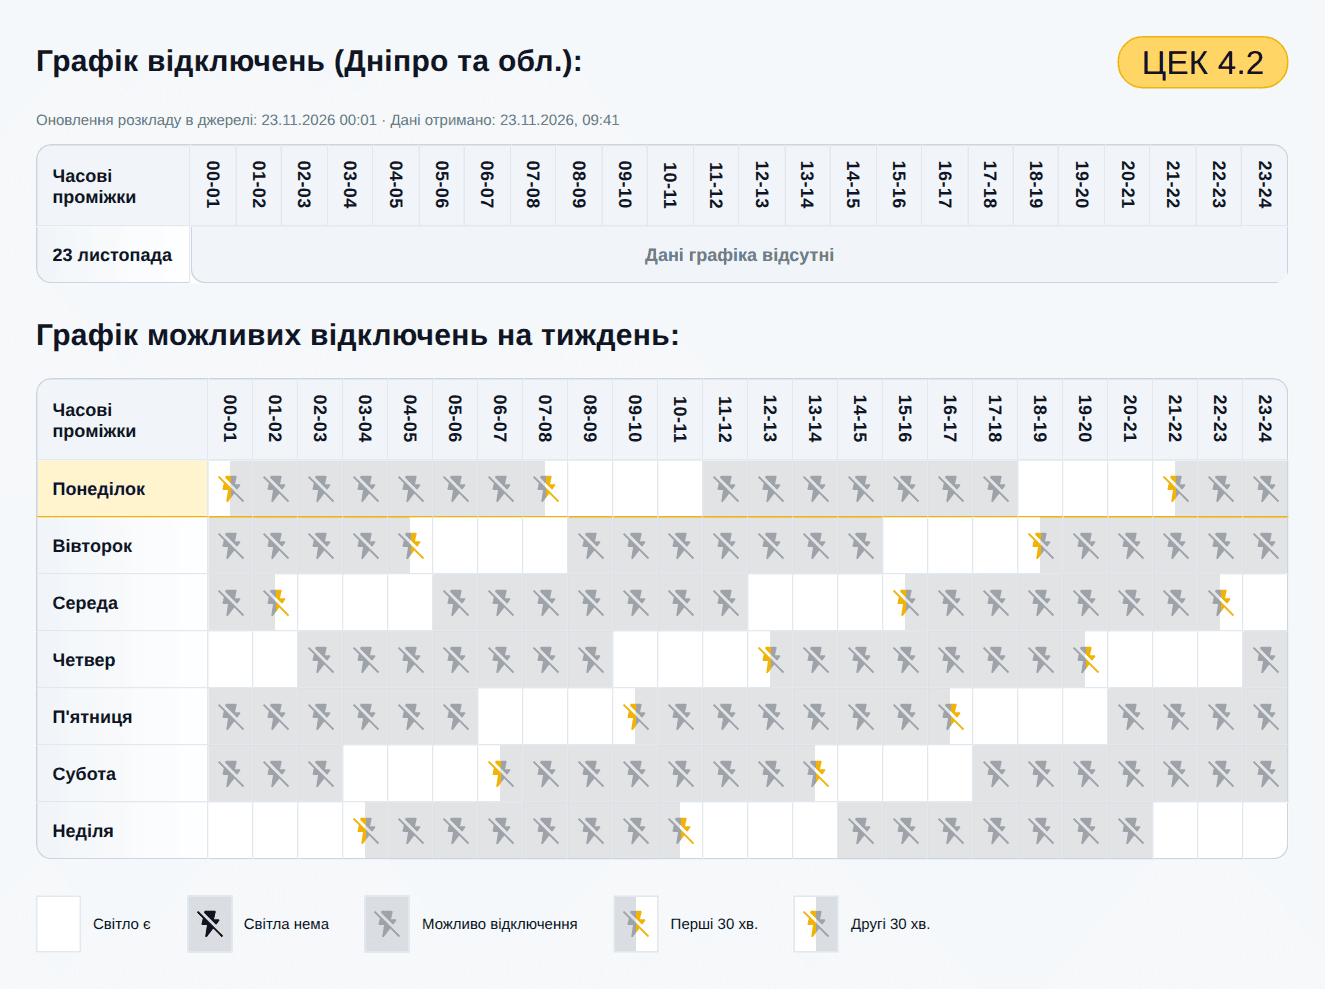 Графік відключень (Дніпро та обл.):
ЦЕК 4.2
Оновлення розкладу в джерелі: 23.11.2026 00:01 · Дані отримано: 23.11.2026, 09:41
Часові
проміжки
00-01 01-02 02-03 03-04 04-05 05-06 06-07 07-08 08-09 09-10 10-11 11-12 12-13 13-14 14-15 15-16 16-17 17-18 18-19 19-20 20-21 21-22 22-23 23-24
23 листопада Дані графіка відсутні
Графік можливих відключень на тиждень:
Часові
проміжки
00-01 01-02 02-03 03-04 04-05 05-06 06-07 07-08 08-09 09-10 10-11 11-12 12-13 13-14 14-15 15-16 16-17 17-18 18-19 19-20 20-21 21-22 22-23 23-24
Понеділок
Вівторок
Середа
Четвер
П'ятниця
Субота
Неділя
Світло є Світла нема Можливо відключення Перші 30 хв. Другі 30 хв.